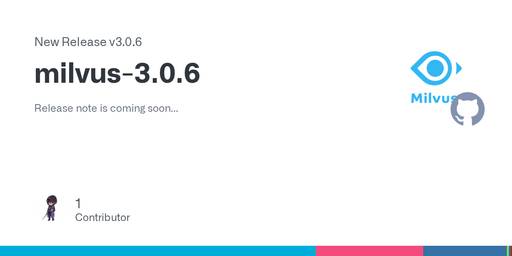 New Release v3.0.6
milvus-3.0.6
Release note is coming soon...
Milvus
1
Contributor